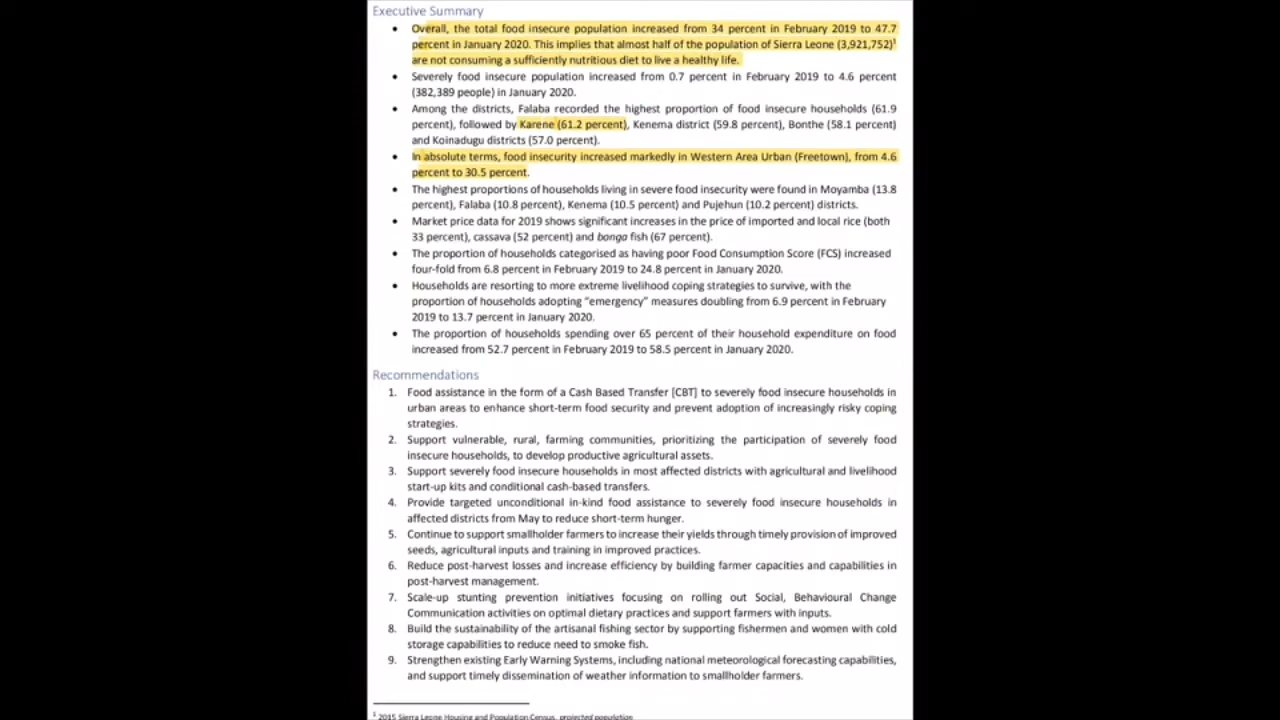 Executive Summary
• Overall, the total food insecure population increased from 34 percent in February 2019 to 47.7
percent in January 2020. This implies that almost half of the population of Sierra Leone (3,921,752)¹
are not consuming a sufficiently nutritious diet to live a healthy life.
• Severely food insecure population increased from 0.7 percent in February 2019 to 4.6 percent
(382,389 people) in January 2020.
• Among the districts, Falaba recorded the highest proportion of food insecure households (61.9
percent), followed by Karene (61.2 percent), Kenema district (59.8 percent), Bonthe (58.1 percent)
and Koinadugu districts (57.0 percent).
• In absolute terms, food insecurity increased markedly in Western Area Urban (Freetown), from 4.6
percent to 30.5 percent.
• The highest proportions of households living in severe food insecurity were found in Moyamba (13.8
percent), Falaba (10.8 percent), Kenema (10.5 percent) and Pujehun (10.2 percent) districts.
• Market price data for 2019 shows significant increases in the price of imported and local rice (both
33 percent), cassava (52 percent) and bonga fish (67 percent).
• The proportion of households categorised as having poor Food Consumption Score (FCS) increased
four-fold from 6.8 percent in February 2019 to 24.8 percent in January 2020.
• Households are resorting to more extreme livelihood coping strategies to survive, with the
proportion of households adopting “emergency” measures doubling from 6.9 percent in February
2019 to 13.7 percent in January 2020.
• The proportion of households spending over 65 percent of their household expenditure on food
increased from 52.7 percent in February 2019 to 58.5 percent in January 2020.
Recommendations
1. Food assistance in the form of a Cash Based Transfer [CBT] to severely food insecure households in
urban areas to enhance short-term food security and prevent adoption of increasingly risky coping
strategies.
2. Support vulnerable, rural, farming communities, prioritizing the participation of severely food
insecure households, to develop productive agricultural assets.
3. Support severely food insecure households in most affected districts with agricultural and livelihood
start-up kits and conditional cash-based transfers.
4. Provide targeted unconditional in-kind food assistance to severely food insecure households in
affected districts from May to reduce short-term hunger.
5. Continue to support smallholder farmers to increase their yields through timely provision of improved
seeds, agricultural inputs and training in improved practices.
6. Reduce post-harvest losses and increase efficiency by building farmer capacities and capabilities in
post-harvest management.
7. Scale-up stunting prevention initiatives focusing on rolling out Social, Behavioural Change
Communication activities on optimal dietary practices and support farmers with inputs.
8. Build the sustainability of the artisanal fishing sector by supporting fishermen and women with cold
storage capabilities to reduce need to smoke fish.
9. Strengthen existing Early Warning Systems, including national meteorological forecasting capabilities,
and support timely dissemination of weather information to smallholder farmers.
¹ 2015 Sierra Leone Housing and Population Census, projected population